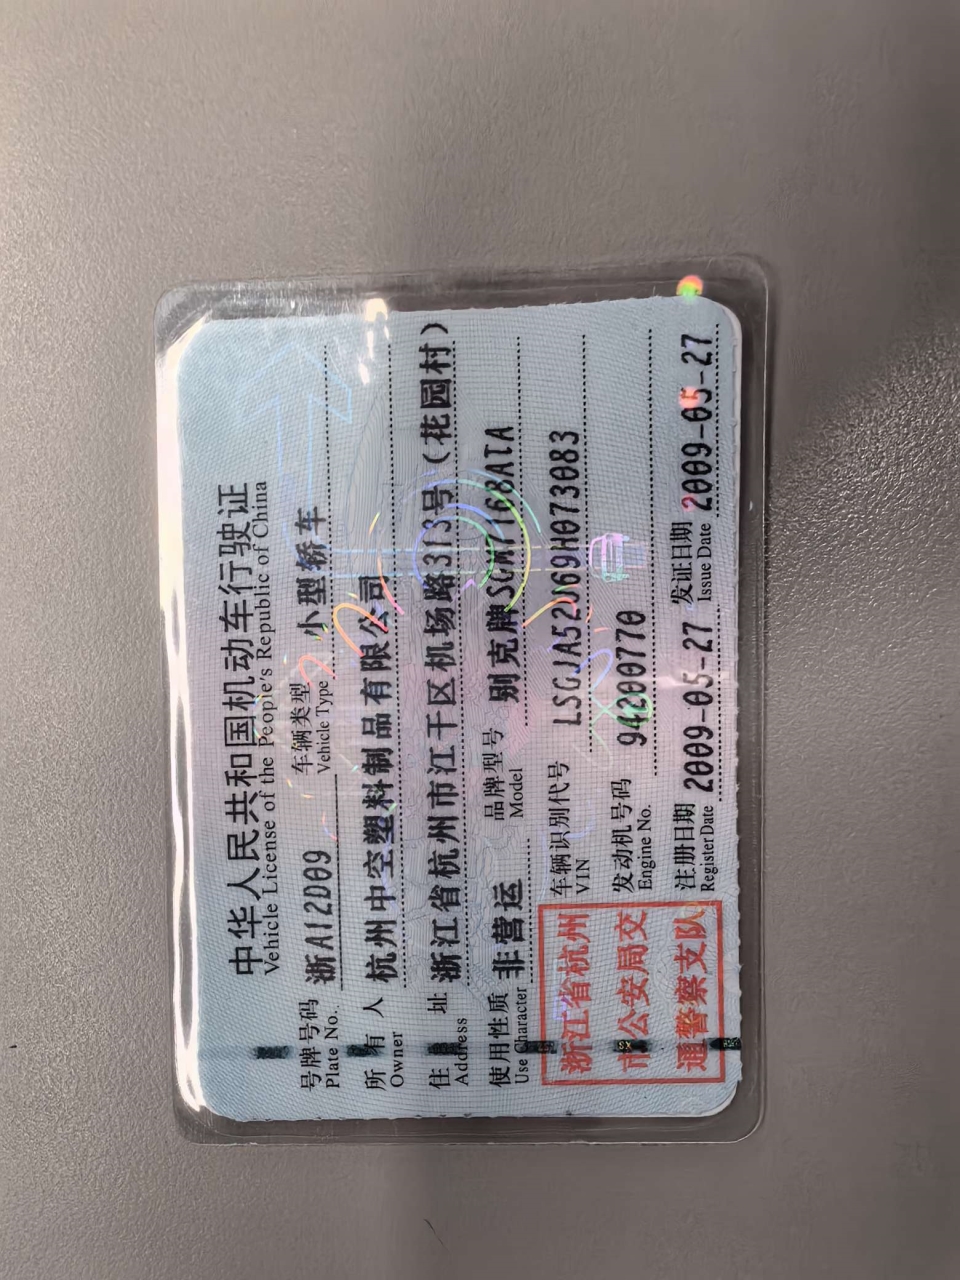 中华人民共和国机动车行驶证
Vehicle License of the People's Republic of China
号牌号码 浙A12D09 车辆类型 小型轿车
Plate No. Vehicle Type
所有人 杭州中空塑料制品有限公司
Owner
住址 浙江省杭州市江干区机场路313号(花园村)
Address
使用性质 非营运 品牌型号 别克牌SGM7168ATA
Use Character Model
浙江省杭州
市公安局交
通警察支队
车辆识别代号 LSGJA52U69H073083
VIN
发动机号码 94200770
Engine No.
注册日期 2009-05-27 发证日期 2009-05-27
Register Date Issue Date